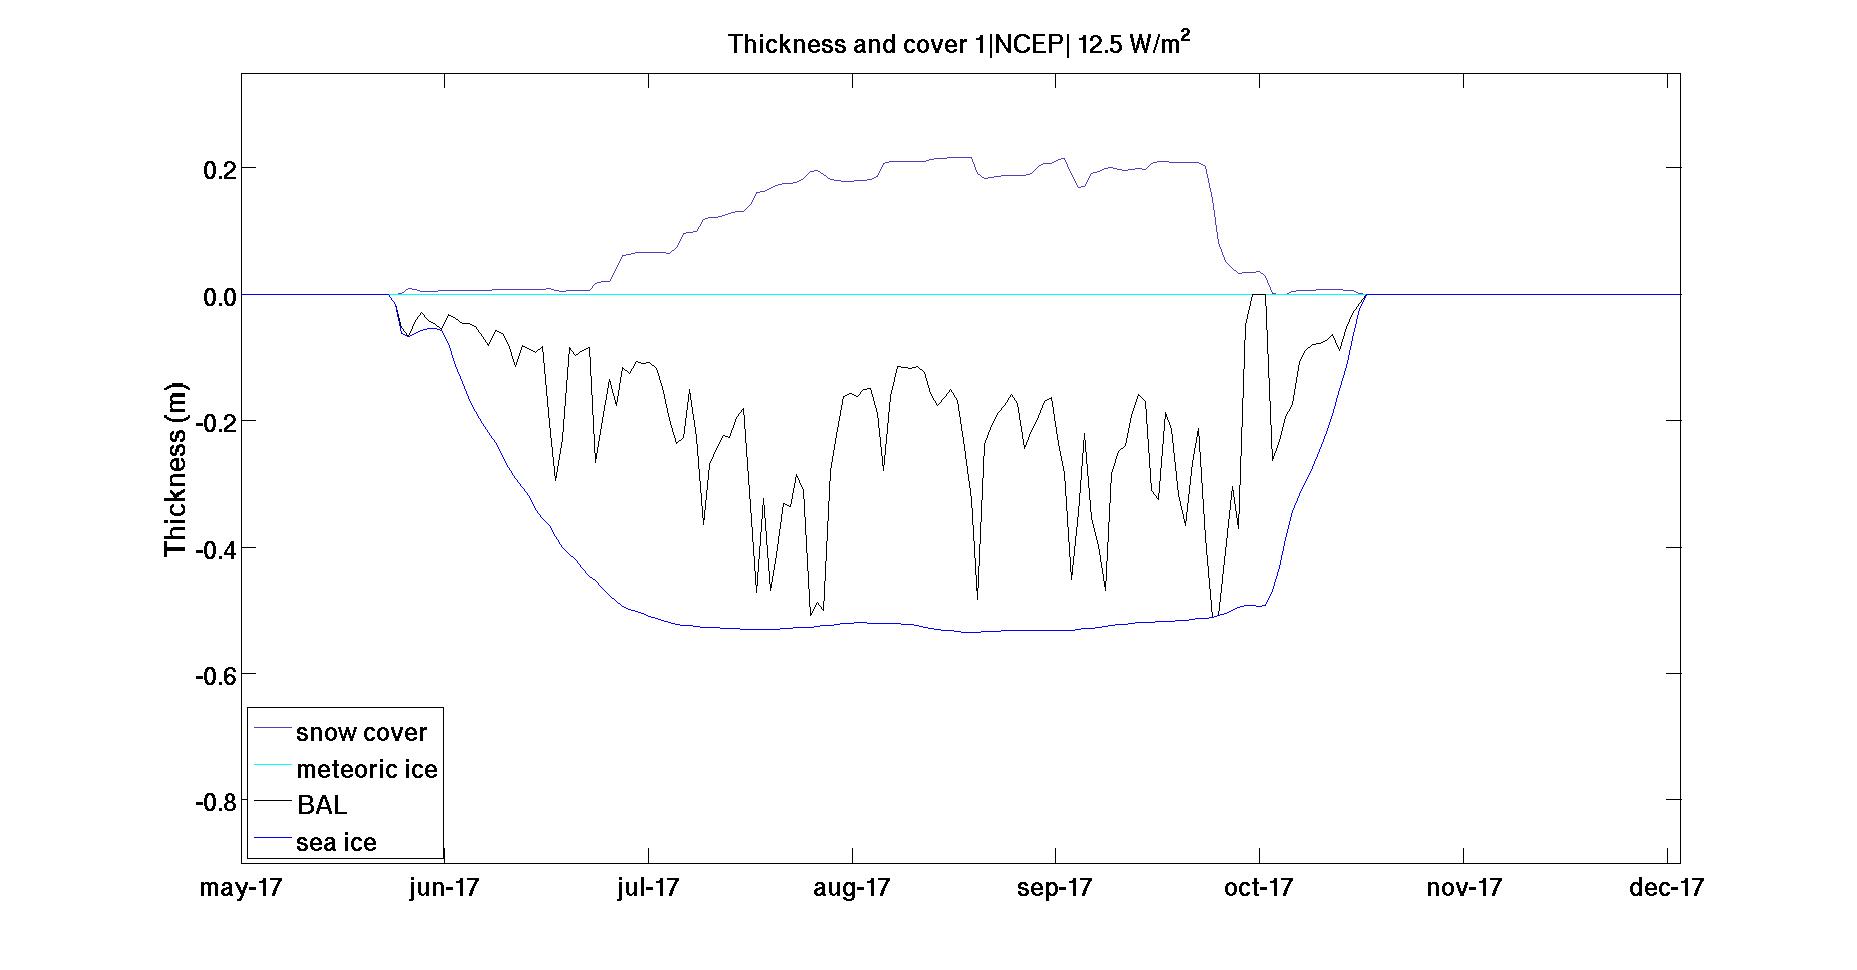 Thickness and cover 1|NCEP| 12.5 W/m²
0.2
0.0
-0.2
-0.4
-0.6
-0.8
Thickness (m)
snow cover
meteoric ice
BAL
sea ice
may-17 jun-17 jul-17 aug-17 sep-17 oct-17 nov-17 dec-17